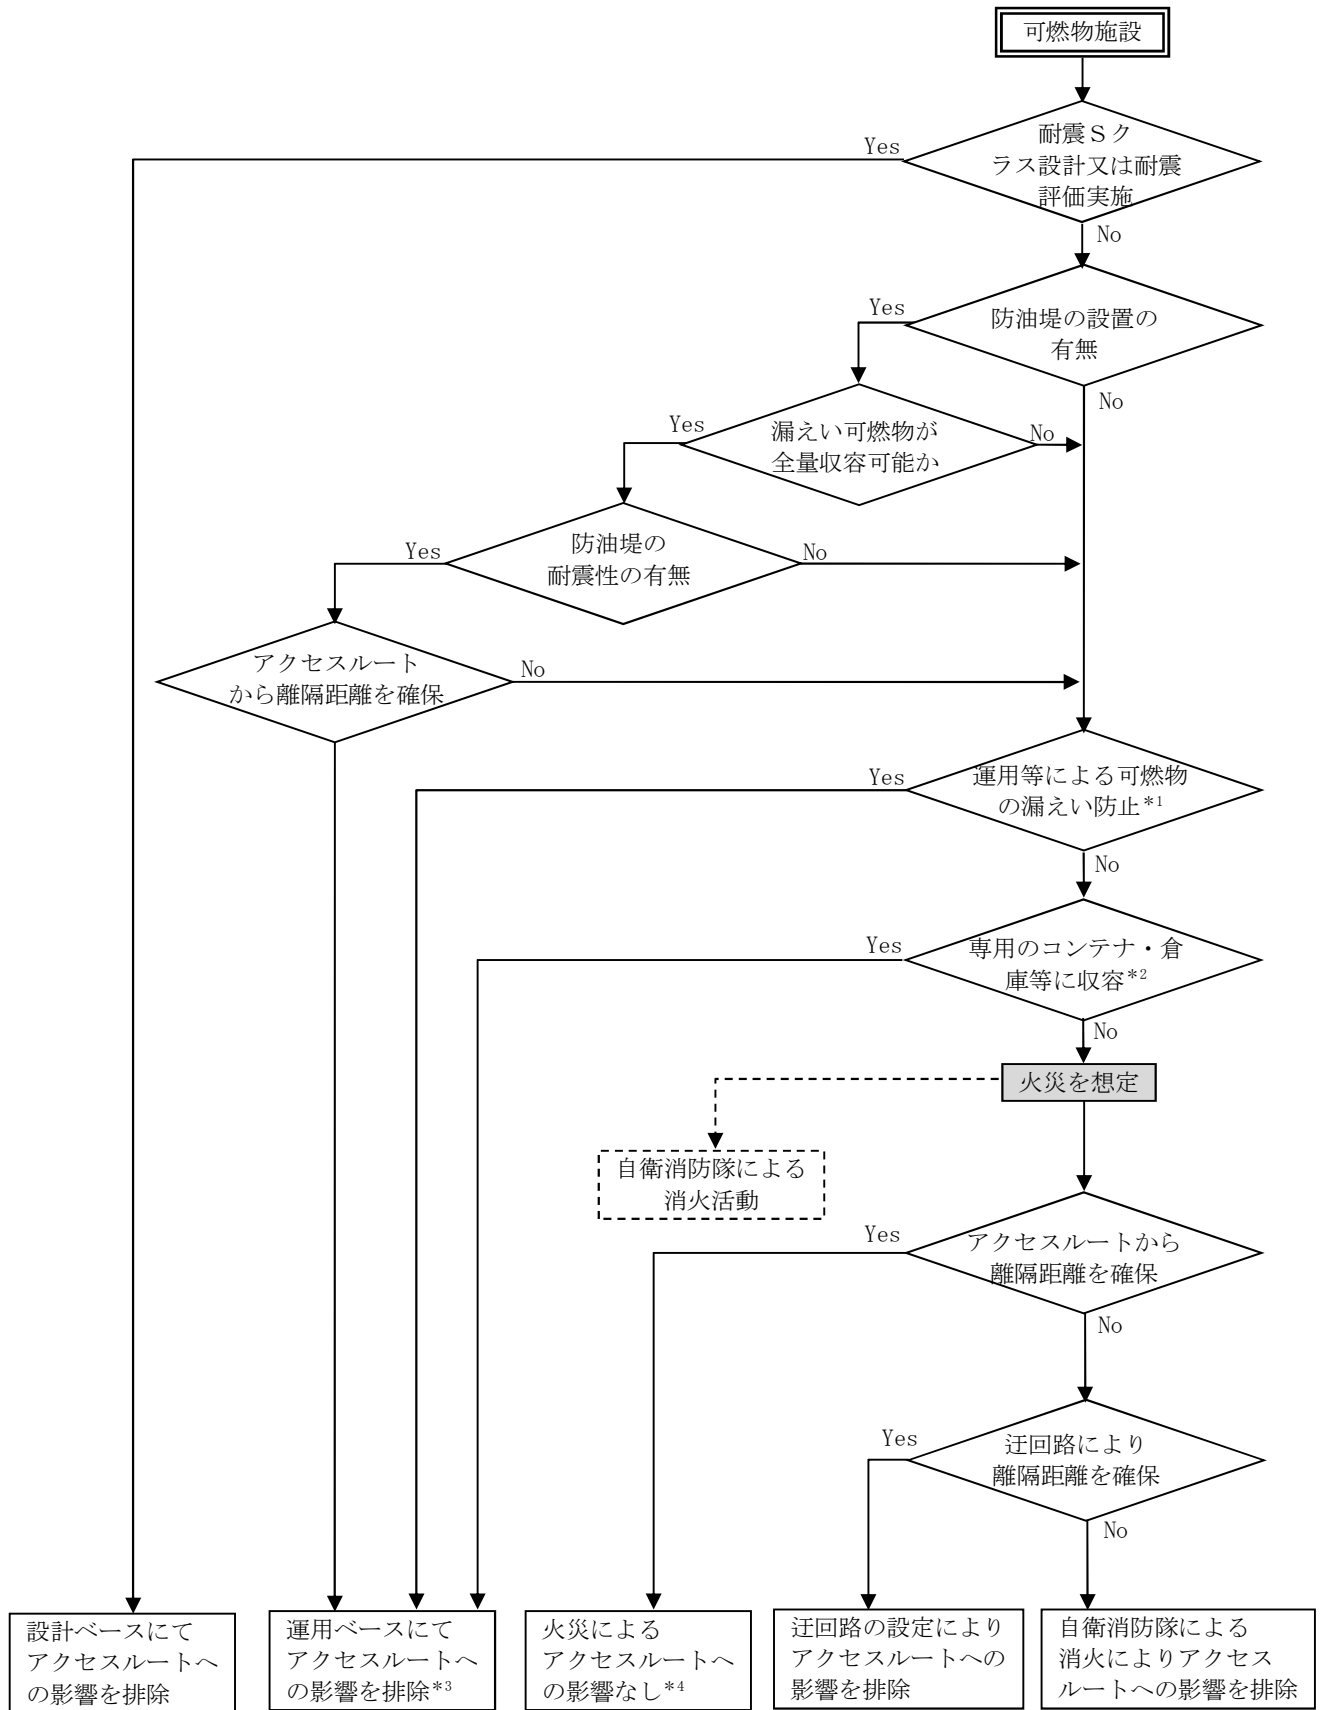 可燃物施設
耐震Ｓク
ラス設計又は耐震
評価実施
Yes
No
防油堤の設置の
有無
Yes
No
漏えい可燃物が
全量収容可能か
Yes
No
防油堤の
耐震性の有無
Yes
No
アクセスルート
から離隔距離を確保
No
運用等による可燃物
の漏えい防止*1
Yes
No
専用のコンテナ・倉
庫等に収容*2
Yes
No
火災を想定
自衛消防隊による
消火活動
アクセスルートから
離隔距離を確保
Yes
No
迂回路により
離隔距離を確保
Yes
No
設計ベースにて
アクセスルートへ
の影響を排除
運用ベースにて
アクセスルートへ
の影響を排除*3
火災による
アクセスルートへ
の影響なし*4
迂回路の設定により
アクセスルートへの
影響を排除
自衛消防隊による
消火によりアクセス
ルートへの影響を排除